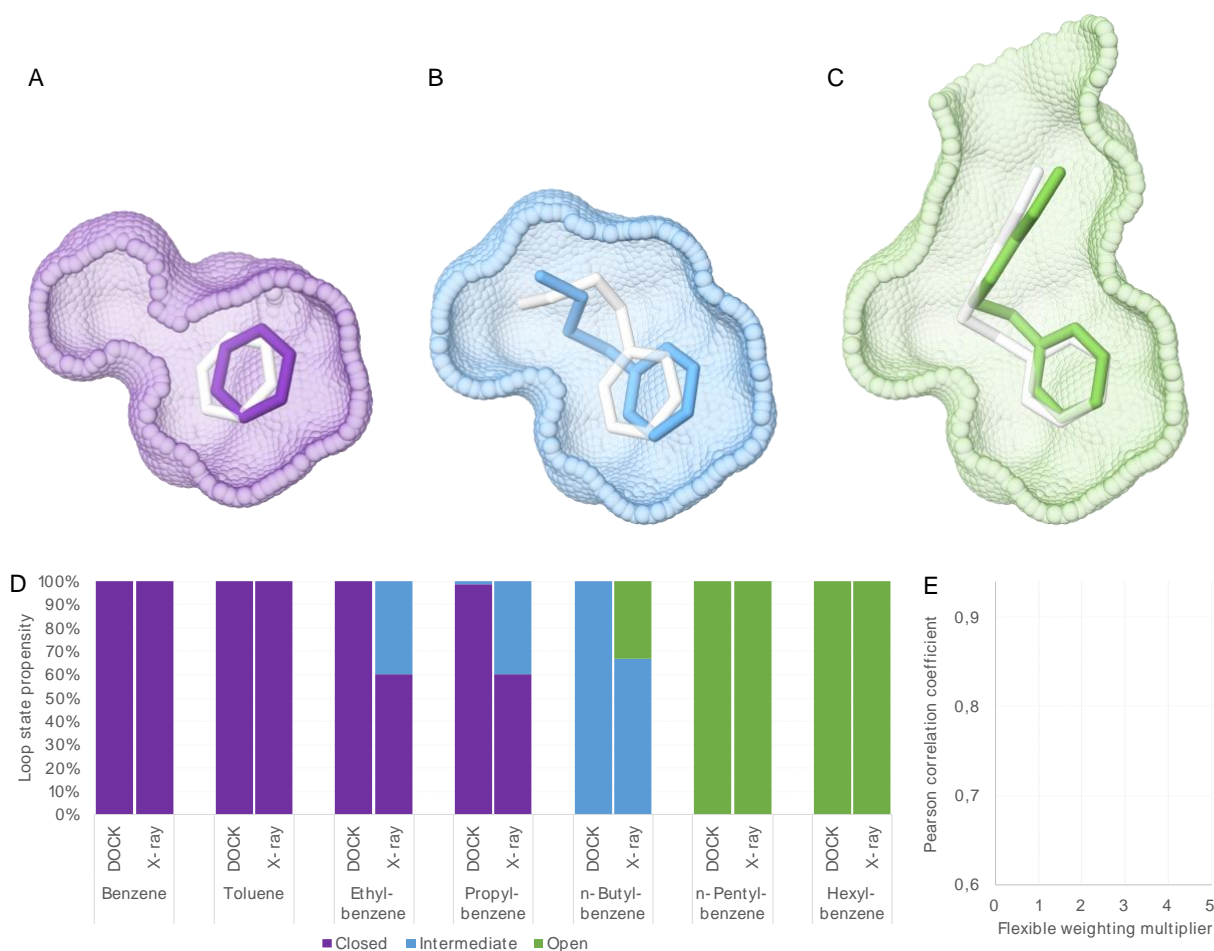 A
B
C
D
Loop state propensity
100%
90%
80%
70%
60%
50%
40%
30%
20%
10%
0%
DOCK
X- ray
DOCK
X- ray
DOCK
X- ray
DOCK
X- ray
DOCK
X- ray
DOCK
X- ray
DOCK
X- ray
Benzene
Toluene
Ethyl-
benzene
Propyl-
benzene
n-Butyl-
benzene
n-Pentyl-
benzene
Hexyl-
benzene
Closed
Intermediate
Open
E
Pearson correlation coefficient
0,9
0,8
0,7
0,6
0
1
2
3
4
5
Flexible weighting multiplier